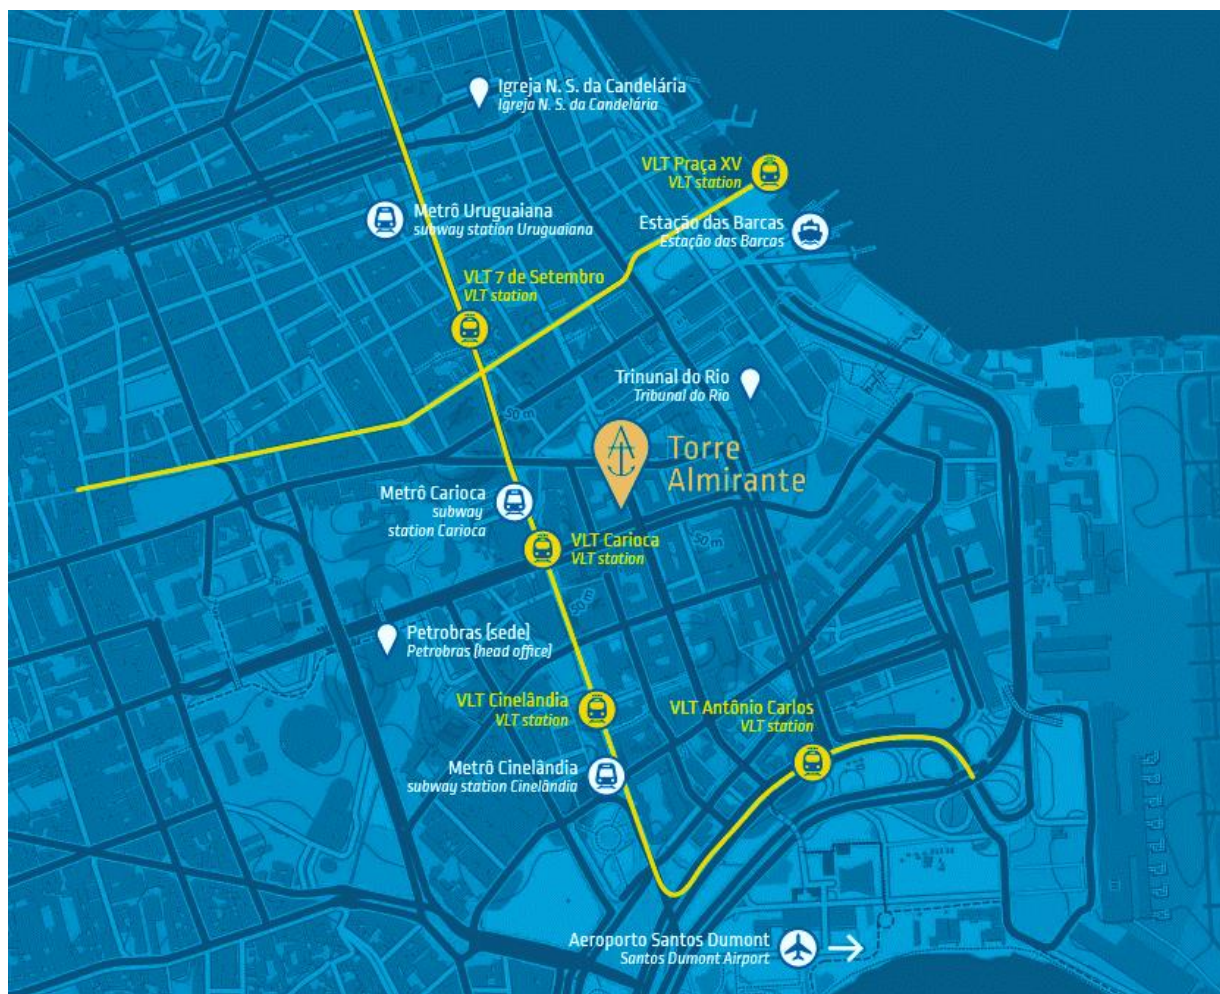 Igreja N. S. da Candelária
Igreja N. S. da Candelária
VLT Praça XV
VLT station
Metrô Uruguaiana
subway station Uruguaiana
Estação das Barcas
Estação das Barcas
VLT 7 de Setembro
VLT station
Trinunal do Rio
Tribunal do Rio
50 m
Torre
Almirante
Metrô Carioca
subway
station Carioca
VLT Carioca
VLT station
50 m
50 m
Petrobras (sede)
Petrobras (head office)
VLT Cinelândia
VLT station
VLT Antônio Carlos
VLT station
Metrô Cinelândia
subway station Cinelândia
Aeroporto Santos Dumont
Santos Dumont Airport